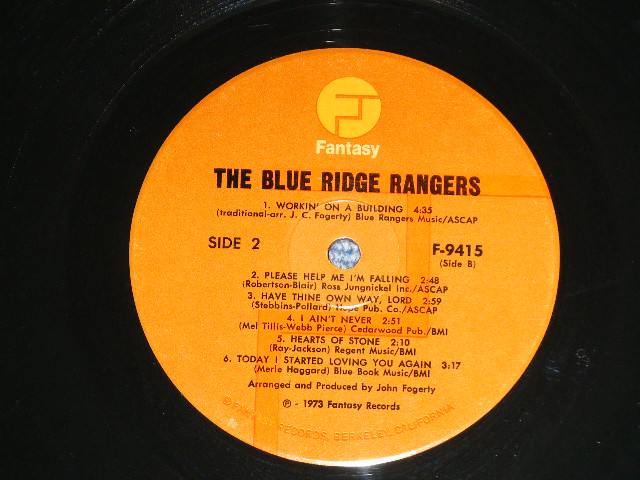 Fantasy
THE BLUE RIDGE RANGERS
1. WORKIN' ON A BUILDING 4:35
(traditional-arr. J. C. Fogerty) Blue Rangers Music/ASCAP
SIDE 2
F-9415
(Side B)
2. PLEASE HELP ME I'M FALLING 2:48
(Robertson-Blair) Ross Jungnickel Inc./ASCAP
3. HAVE THINE OWN WAY, LORD 2:59
(Stebbins-Pollard) Hope Pub. Co./ASCAP
4. I AIN'T NEVER 2:51
(Mel Tillis-Webb Pierce) Cedarwood Pub./BMI
5. HEARTS OF STONE 2:10
(Ray-Jackson) Regent Music/BMI
6. TODAY I STARTED LOVING YOU AGAIN 3:17
(Merle Haggard) Blue Book Music/BMI
Arranged and Produced by John Fogerty
℗ - 1973 Fantasy Records
© FANTASY RECORDS, BERKELEY, CALIFORNIA